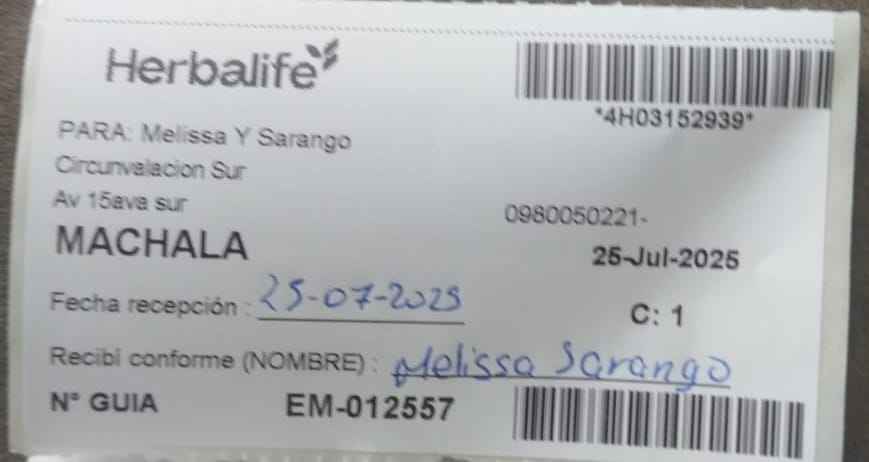 Herbalife
*4H03152939*
PARA: Melissa Y Sarango
Circunvalacion Sur
Av 15ava sur
0980050221-
MACHALA
25-Jul-2025
Fecha recepción : 25-07-2025
C: 1
Recibi conforme (NOMBRE) : Melissa Sarango
N° GUIA EM-012557